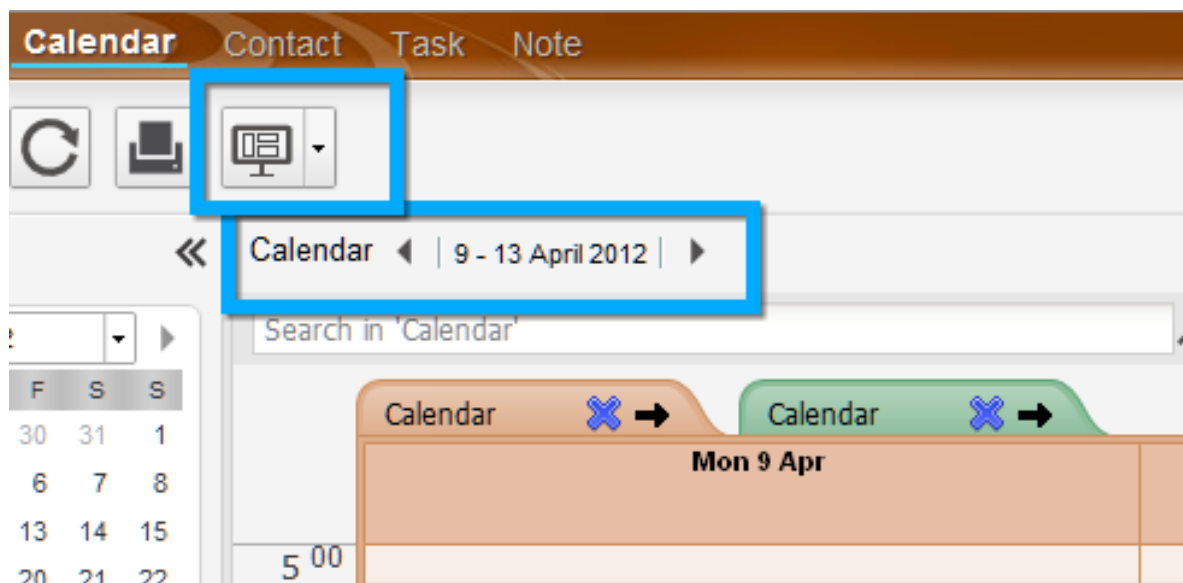 Calendar Contact Task Note
Calendar 9 - 13 April 2012
Search in 'Calendar'
F S S
30 31 1
6 7 8
13 14 15
20 21 22
Calendar Calendar
Mon 9 Apr
5 00